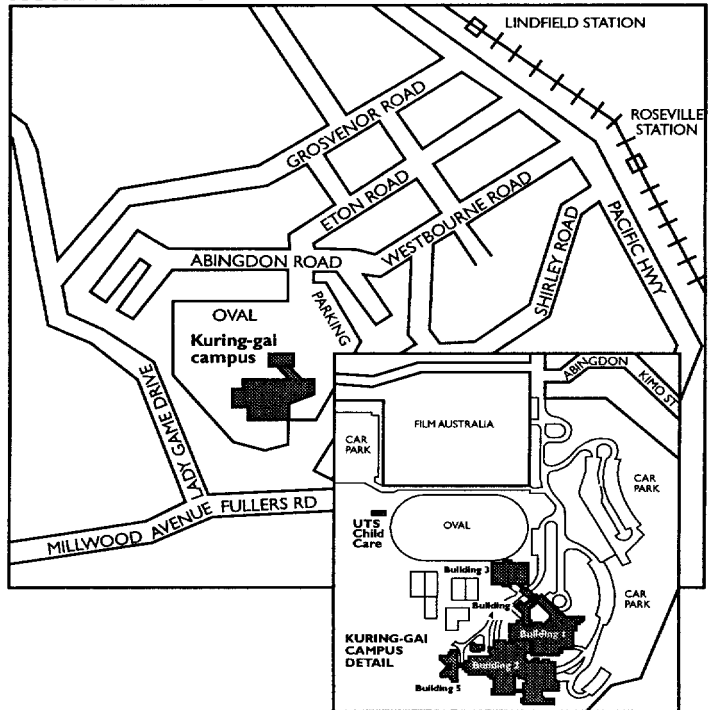 LINDFIELD STATION
ROSEVILLE
STATION
GROSVENOR ROAD
ETON ROAD
WESTBOURNE ROAD
ABINGDON ROAD
SHIRLEY ROAD
PACIFIC HWY
PARKING
OVAL
Kuring-gai
campus
LADY GAME DRIVE
MILLWOOD AVENUE FULLERS RD
ABINGDON
KIMO ST
FILM AUSTRALIA
CAR
PARK
CAR
PARK
UTS
Child
Care
OVAL
Building 3
CAR
PARK
Building
4
Building 1
KURING-GAI
CAMPUS
DETAIL
Building 2
Building 5